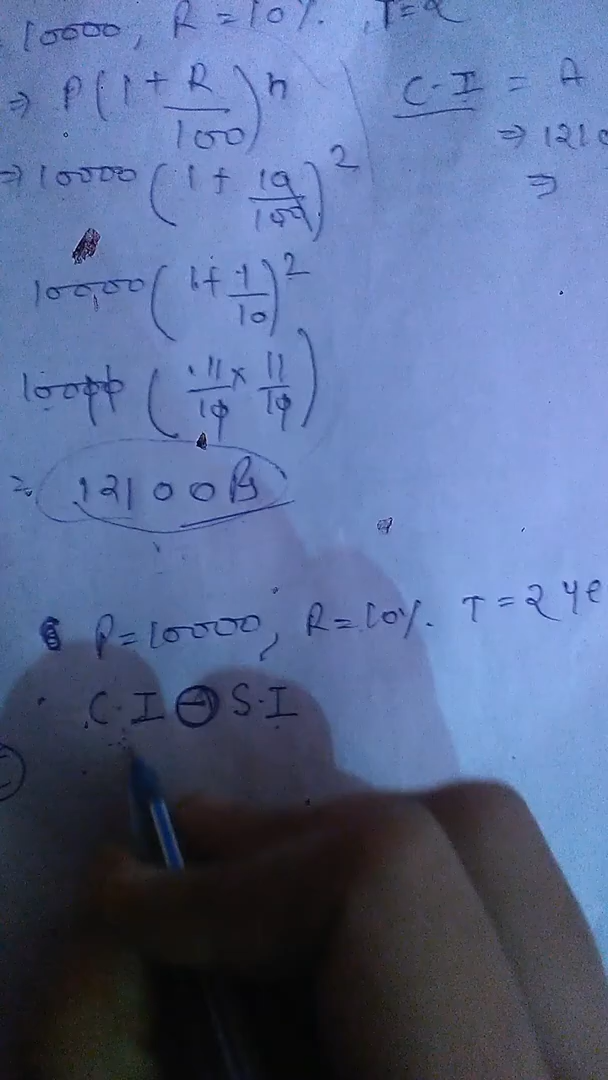 10000, R = 10%. , T=2
⇒ P(1 + R/100)^n
C.I = A
⇒ 1210
⇒ 10000 (1 + 10/100)^2
⇒
10000 (1+ 1/10)^2
10000 ( 11/10 × 11/10 )
= 12100 Rs
P=10000, R=10%. T=2 ye
C.I - S.I